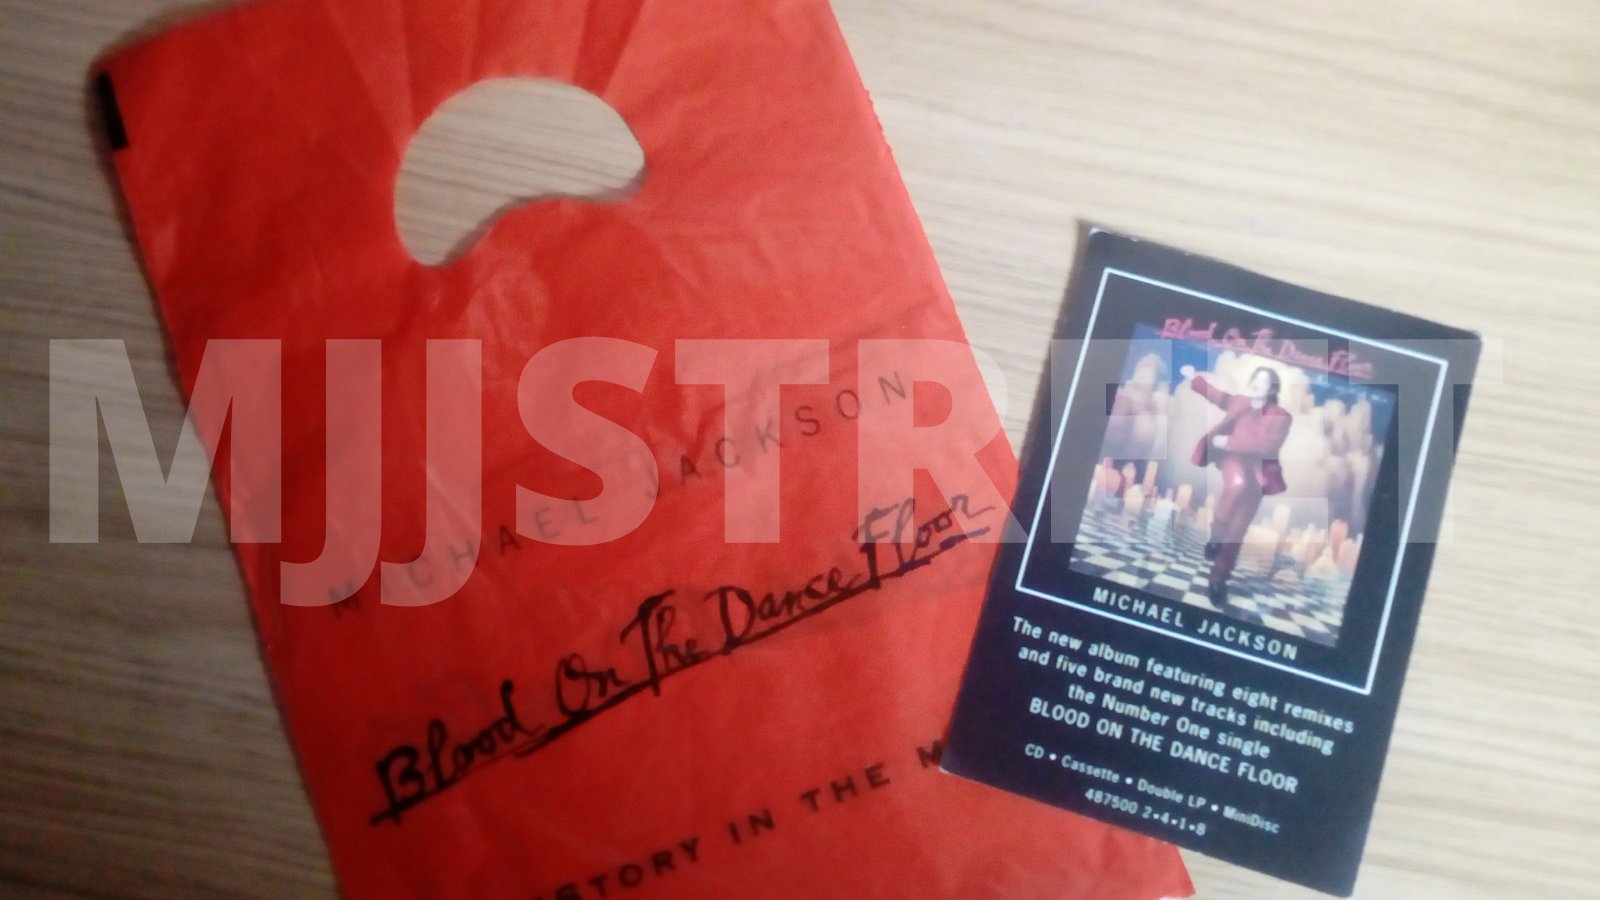 MJJSTREET
MICHAEL JACKSON
Blood On The Dance Floor
HISTORY IN THE
Blood On The Dance Floor
MICHAEL JACKSON
The new album featuring eight remixes
and five brand new tracks including
the Number One single
BLOOD ON THE DANCE FLOOR
CD • Cassette • Double LP • MiniDisc
487500 2•4•1•8